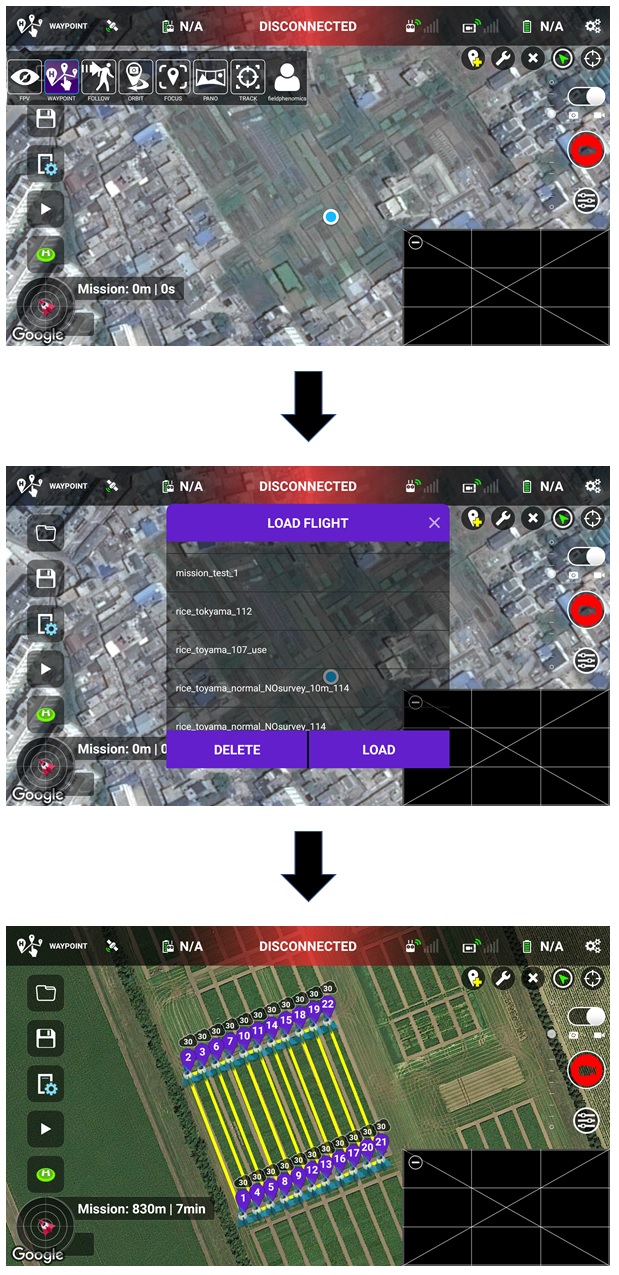 WAYPOINT N/A DISCONNECTED N/A
FPV WAYPOINT FOLLOW ORBIT FOCUS PANO TRACK fieldphenomics
H
Mission: 0m | 0s
Google
WAYPOINT N/A DISCONNECTED N/A
LOAD FLIGHT
mission_test_1
rice_tokyama_112
rice_toyama_107_use
rice_toyama_normal_NOsurvey_10m_114
rice_toyama_normal_NOsurvey_114
DELETE LOAD
H
Mission: 0m | 0
Google
WAYPOINT N/A DISCONNECTED N/A
30 30 30 30 30 30 30 30 30 30 30
2 3 6 7 10 11 14 15 18 19 22
30 30 30 30 30 30 30 30 30 30 30
1 4 5 8 9 12 13 16 17 20 21
H
Mission: 830m | 7min
Google